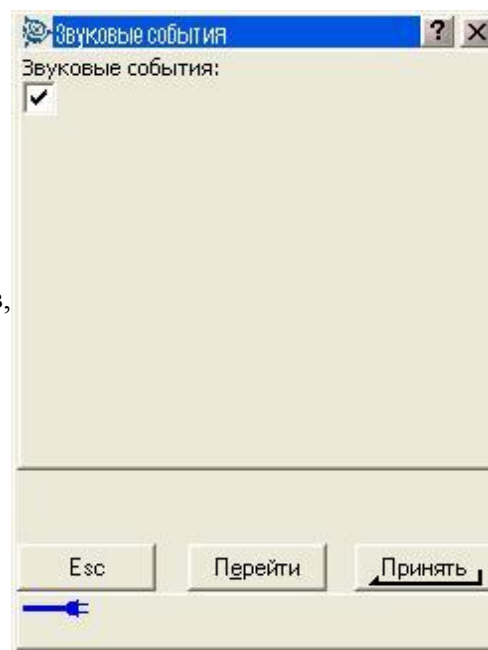 Звуковые события
Звуковые события:
в,
Esc Перейти Принять